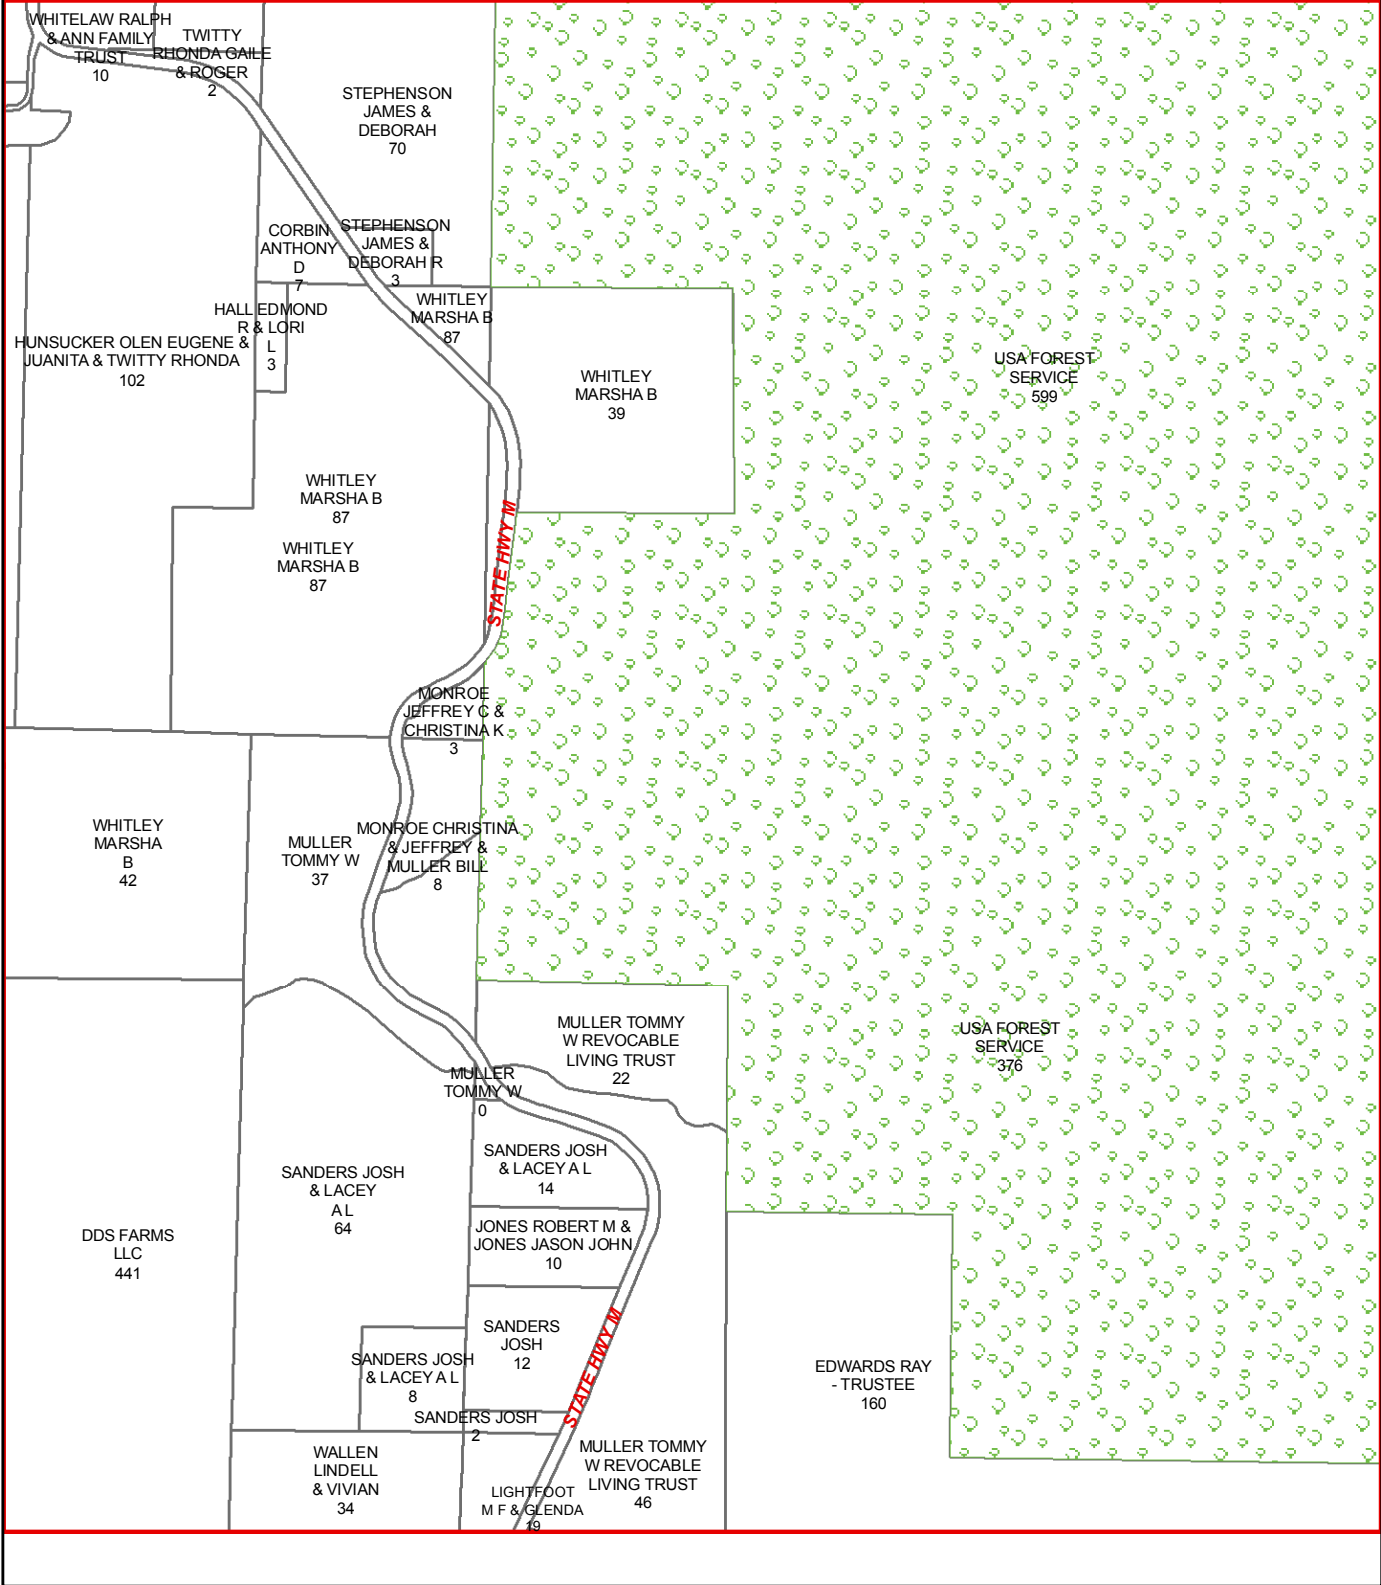 WHITELAW RALPH
& ANN FAMILY
TRUST
10
TWITTY
RHONDA GAILE
& ROGER
2
STEPHENSON
JAMES &
DEBORAH
70
CORBIN
ANTHONY
D
7
STEPHENSON
JAMES &
DEBORAH R
3
WHITLEY
MARSHA B
87
HALL EDMOND
R & LORI
L
3
HUNSUCKER OLEN EUGENE &
JUANITA & TWITTY RHONDA
102
WHITLEY
MARSHA B
39
USA FOREST
SERVICE
599
WHITLEY
MARSHA B
87
WHITLEY
MARSHA B
87
STATE HWY M
MONROE
JEFFREY C &
CHRISTINA K
3
WHITLEY
MARSHA
B
42
MULLER
TOMMY W
37
MONROE CHRISTINA
& JEFFREY &
MULLER BILL
8
MULLER TOMMY
W REVOCABLE
LIVING TRUST
22
USA FOREST
SERVICE
376
MULLER
TOMMY W
0
SANDERS JOSH
& LACEY A L
14
SANDERS JOSH
& LACEY
A L
64
JONES ROBERT M &
JONES JASON JOHN
10
DDS FARMS
LLC
441
SANDERS
JOSH
12
STATE HWY M
SANDERS JOSH
& LACEY A L
8
EDWARDS RAY
- TRUSTEE
160
SANDERS JOSH
2
WALLEN
LINDELL
& VIVIAN
34
MULLER TOMMY
W REVOCABLE
LIVING TRUST
46
LIGHTFOOT
M F & GLENDA
19